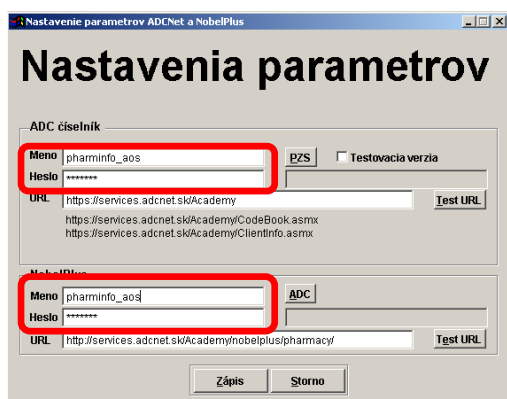 Nastavenie parametrov ADCNet a NobelPlus
Nastavenia parametrov
ADC číselník
Meno pharminfo_aos PZS Testovacia verzia
Heslo *******
URL https://services.adcnet.sk/Academy Test URL
https://services.adcnet.sk/Academy/CodeBook.asmx
https://services.adcnet.sk/Academy/ClientInfo.asmx
NobelPlus
Meno pharminfo_aos ADC
Heslo *******
URL http://services.adcnet.sk/Academy/nobelplus/pharmacy/ Test URL
Zápis Storno